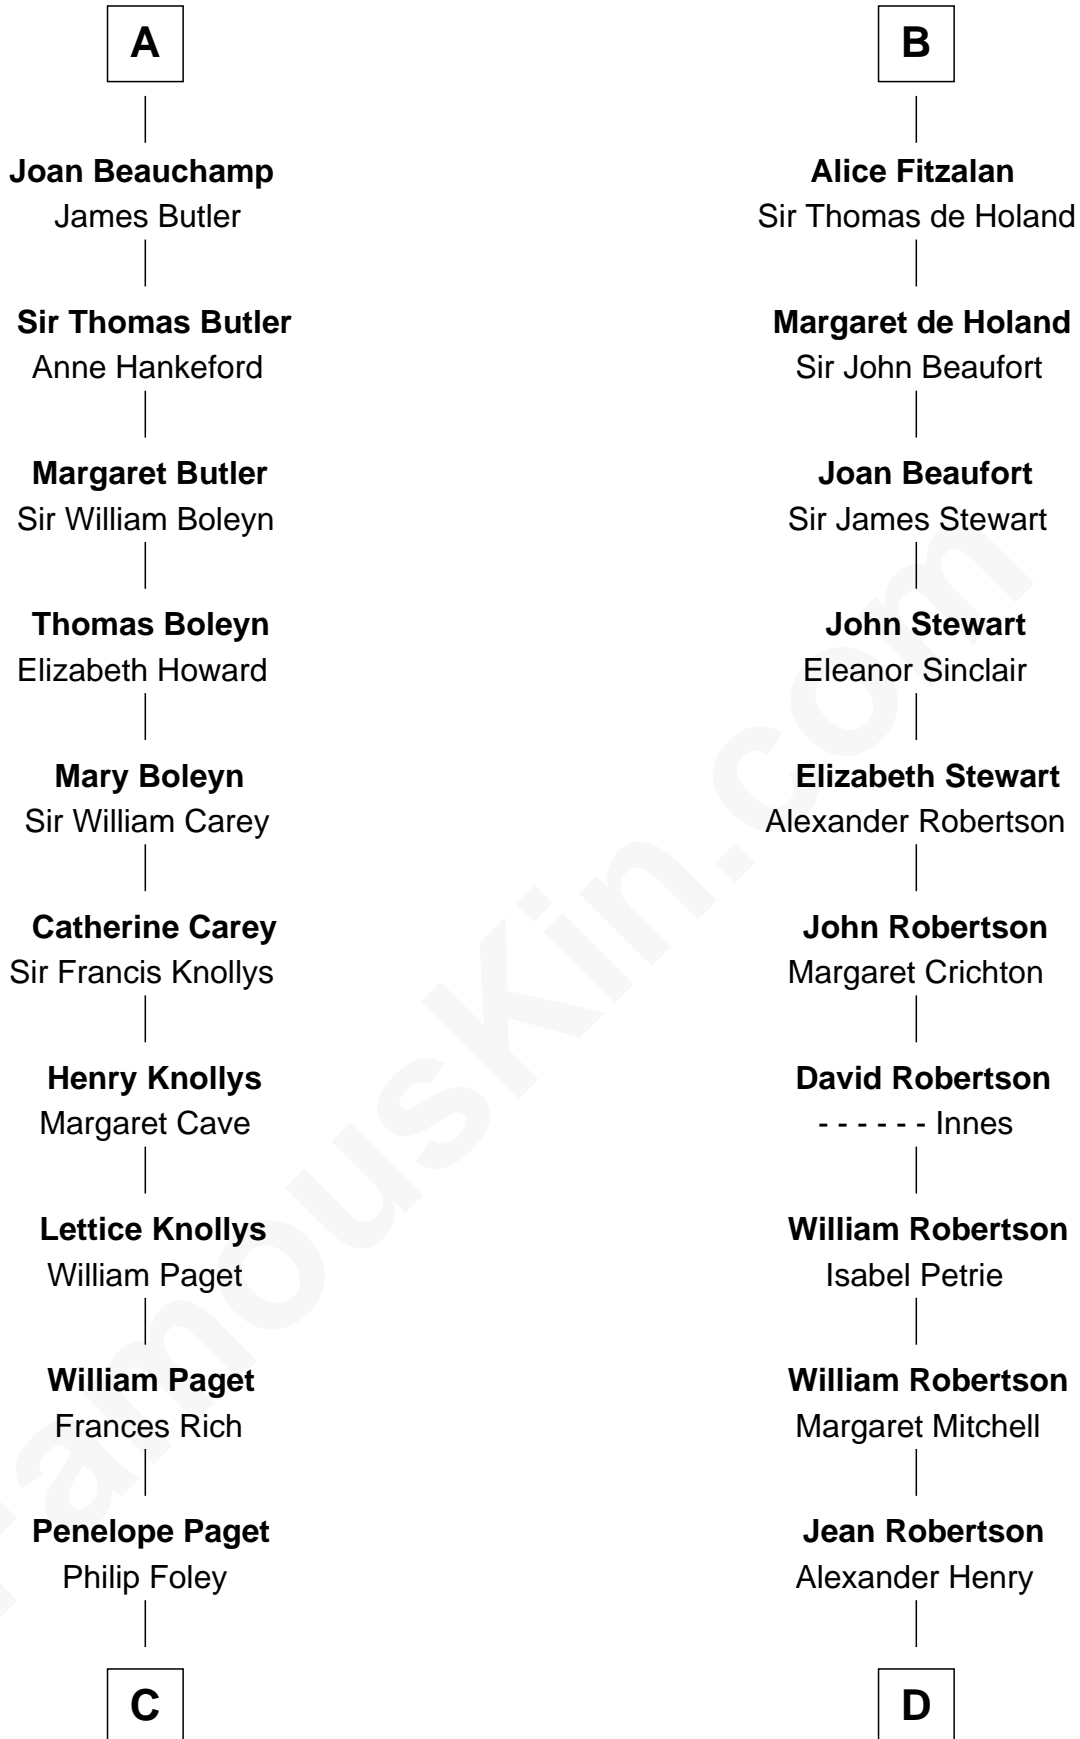 A
Joan Beauchamp
James Butler
Sir Thomas Butler
Anne Hankeford
Margaret Butler
Sir William Boleyn
Thomas Boleyn
Elizabeth Howard
Mary Boleyn
Sir William Carey
Catherine Carey
Sir Francis Knollys
Henry Knollys
Margaret Cave
Lettice Knollys
William Paget
William Paget
Frances Rich
Penelope Paget
Philip Foley
C
B
Alice Fitzalan
Sir Thomas de Holand
Margaret de Holand
Sir John Beaufort
Joan Beaufort
Sir James Stewart
John Stewart
Eleanor Sinclair
Elizabeth Stewart
Alexander Robertson
John Robertson
Margaret Crichton
David Robertson
- - - - - - Innes
William Robertson
Isabel Petrie
William Robertson
Margaret Mitchell
Jean Robertson
Alexander Henry
D
FamousKin.com